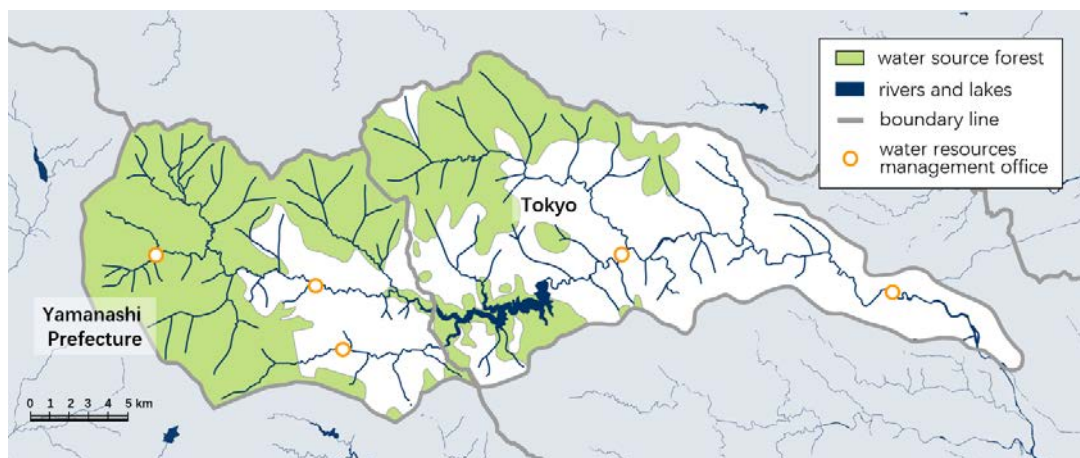 water source forest
rivers and lakes
boundary line
water resources
management office
Tokyo
Yamanashi
Prefecture
0 1 2 3 4 5 km